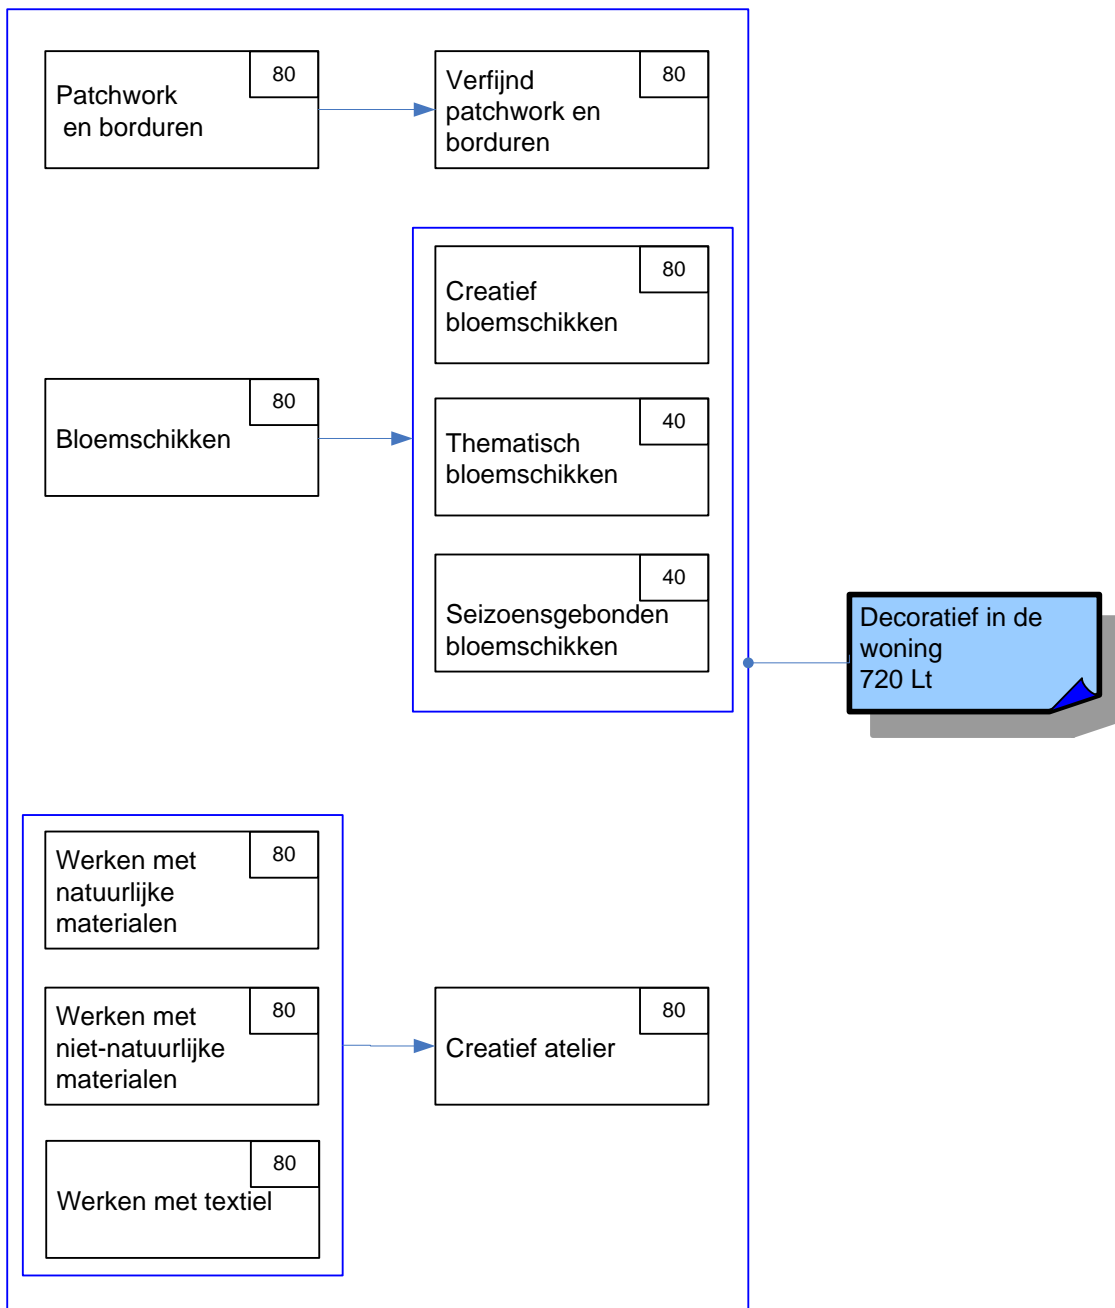 80
Patchwork
en borduren
80
Verfijnd
patchwork en
borduren
80
Creatief
bloemschikken
80
Bloemschikken
40
Thematisch
bloemschikken
40
Seizoensgebonden
bloemschikken
Decoratief in de
woning
720 Lt
80
Werken met
natuurlijke
materialen
80
Werken met
niet-natuurlijke
materialen
80
Creatief atelier
80
Werken met textiel